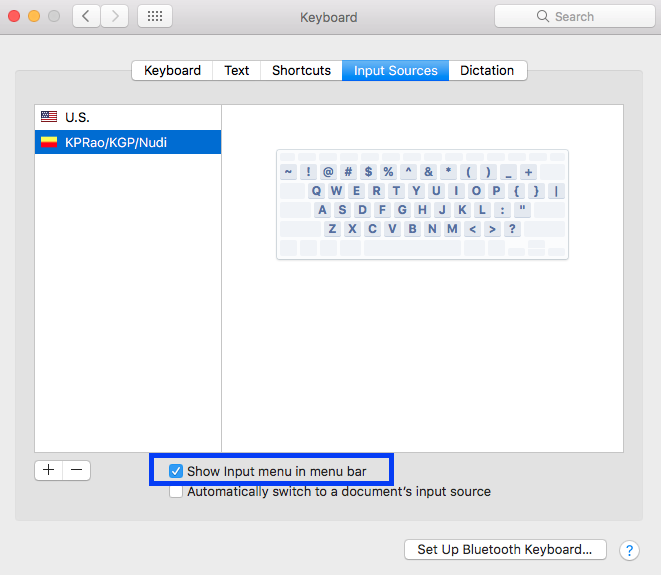 Keyboard
Search
Keyboard Text Shortcuts Input Sources Dictation
U.S.
KPRao/KGP/Nudi
~ ! @ # $ % ^ & * ( ) _ +
Q W E R T Y U I O P { } |
A S D F G H J K L : "
Z X C V B N M < > ?
+ −
Show Input menu in menu bar
Automatically switch to a document's input source
Set Up Bluetooth Keyboard... ?